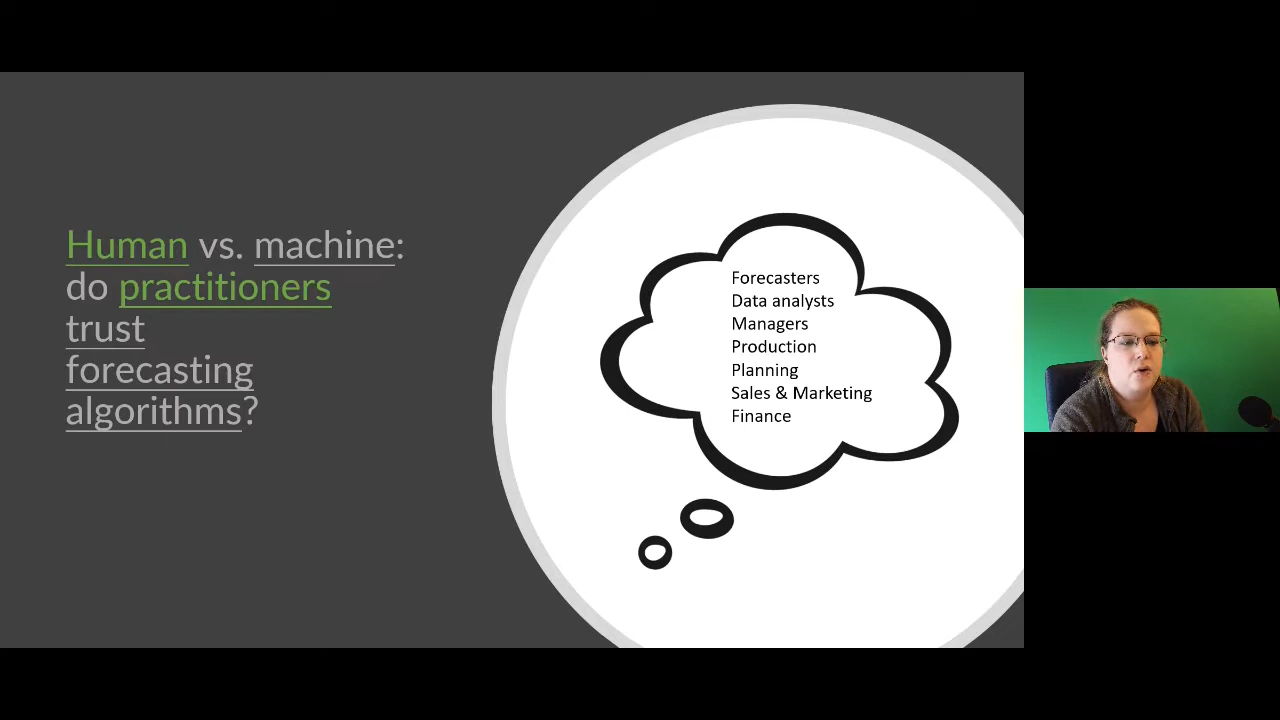 Human vs. machine:
do practitioners
trust
forecasting
algorithms?
Forecasters
Data analysts
Managers
Production
Planning
Sales & Marketing
Finance